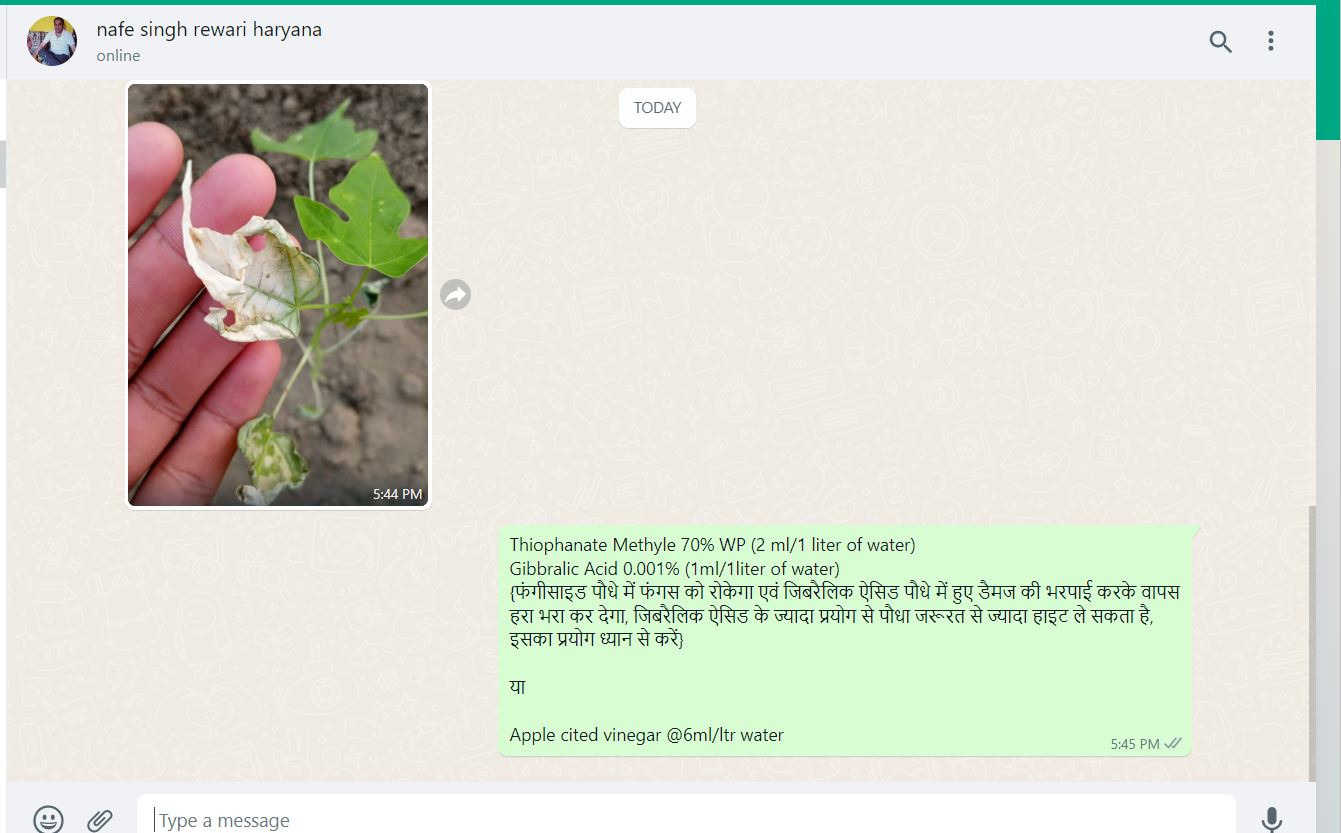 nafe singh rewari haryana
online
TODAY
5:44 PM
Thiophanate Methyle 70% WP (2 ml/1 liter of water)
Gibbralic Acid 0.001% (1ml/1liter of water)
{फंगीसाइड पौधे में फंगस को रोकेगा एवं जिबरैलिक ऐसिड पौधे में हुए डैमज की भरपाई करके वापस
हरा भरा कर देगा, जिबरैलिक ऐसिड के ज्यादा प्रयोग से पौधा जरूरत से ज्यादा हाइट ले सकता है,
इसका प्रयोग ध्यान से करें}
या
Apple cited vinegar @6ml/ltr water
5:45 PM
Type a message